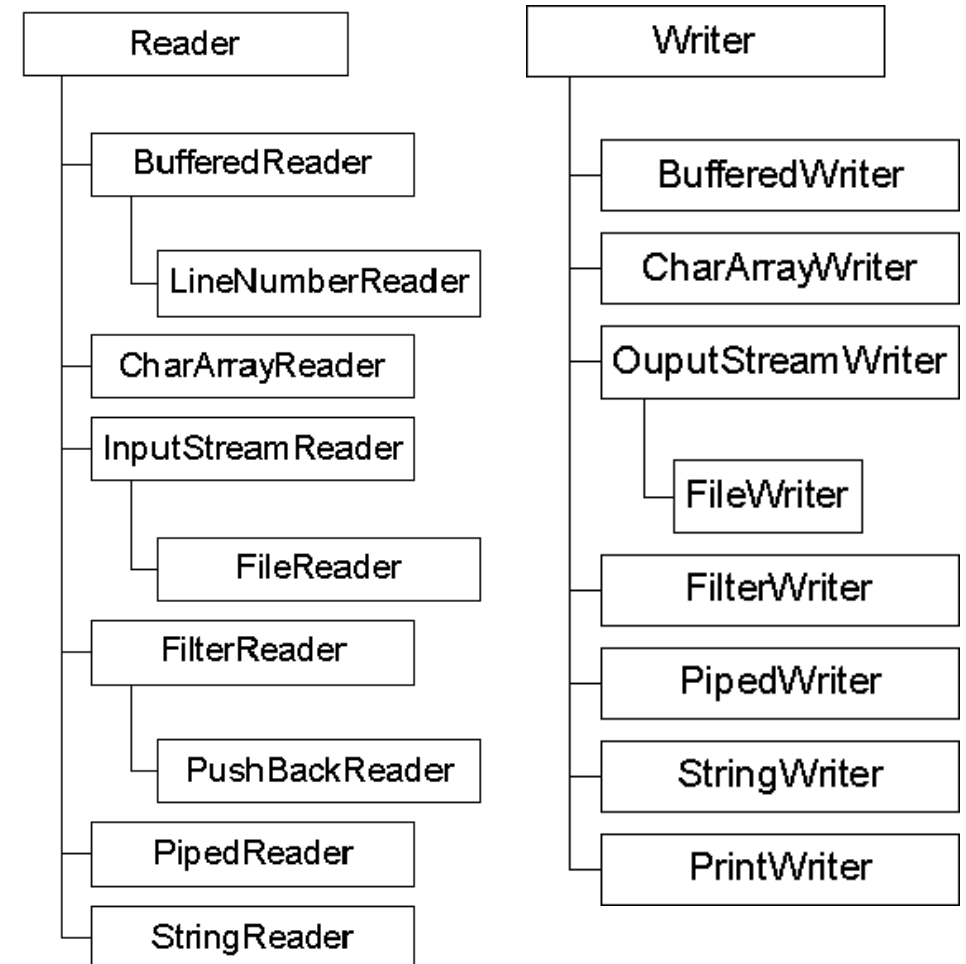 Reader
BufferedReader
LineNumberReader
CharArrayReader
InputStreamReader
FileReader
FilterReader
PushBackReader
PipedReader
StringReader
Writer
BufferedWriter
CharArrayWriter
OuputStreamWriter
FileWriter
FilterWriter
PipedWriter
StringWriter
PrintWriter